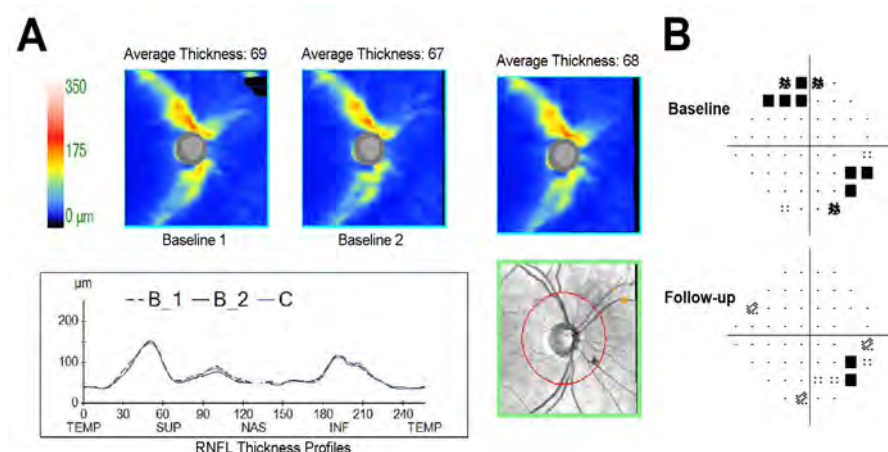 A
B
Average Thickness: 69
Average Thickness: 67
Average Thickness: 68
350
175
0 µm
Baseline 1
Baseline 2
Baseline
Follow-up
µm
B_1
B_2
C
200
100
0
0 30 60 90 120 150 180 210 240
TEMP SUP NAS INF TEMP
RNFL Thickness Profiles